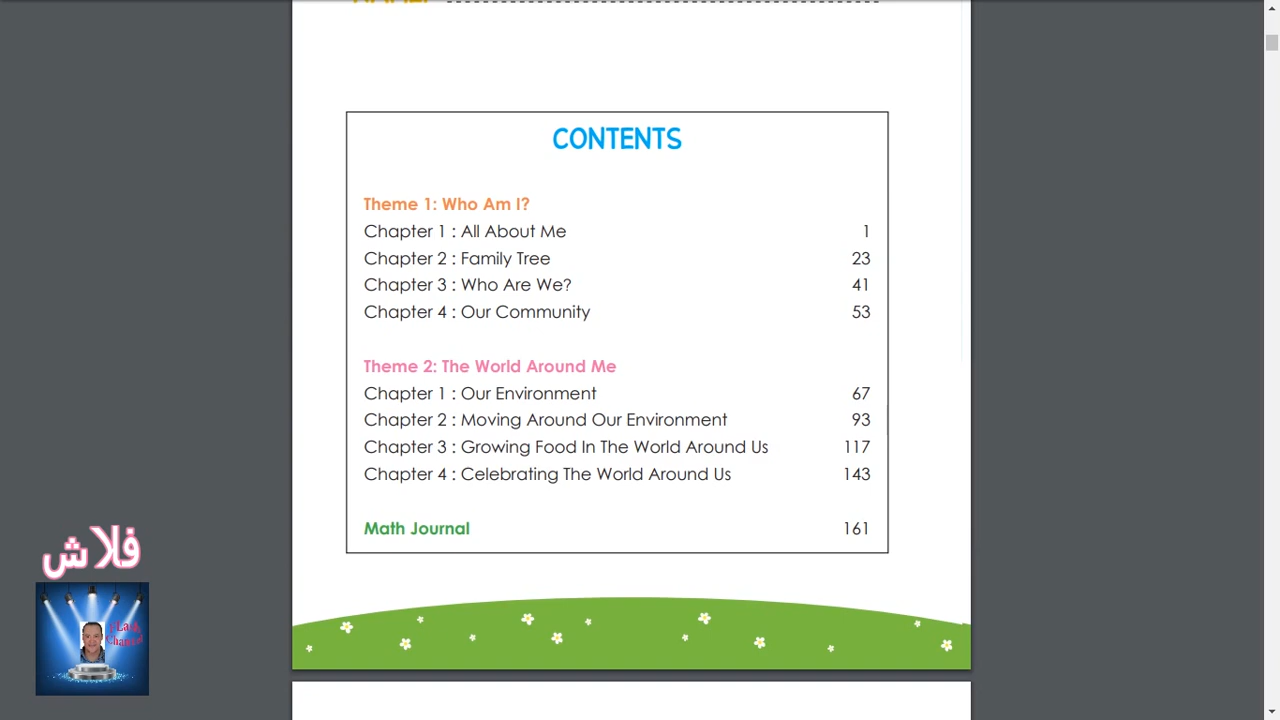 CONTENTS
Theme 1: Who Am I?
Chapter 1 : All About Me 1
Chapter 2 : Family Tree 23
Chapter 3 : Who Are We? 41
Chapter 4 : Our Community 53
Theme 2: The World Around Me
Chapter 1 : Our Environment 67
Chapter 2 : Moving Around Our Environment 93
Chapter 3 : Growing Food In The World Around Us 117
Chapter 4 : Celebrating The World Around Us 143
Math Journal 161
فلاش